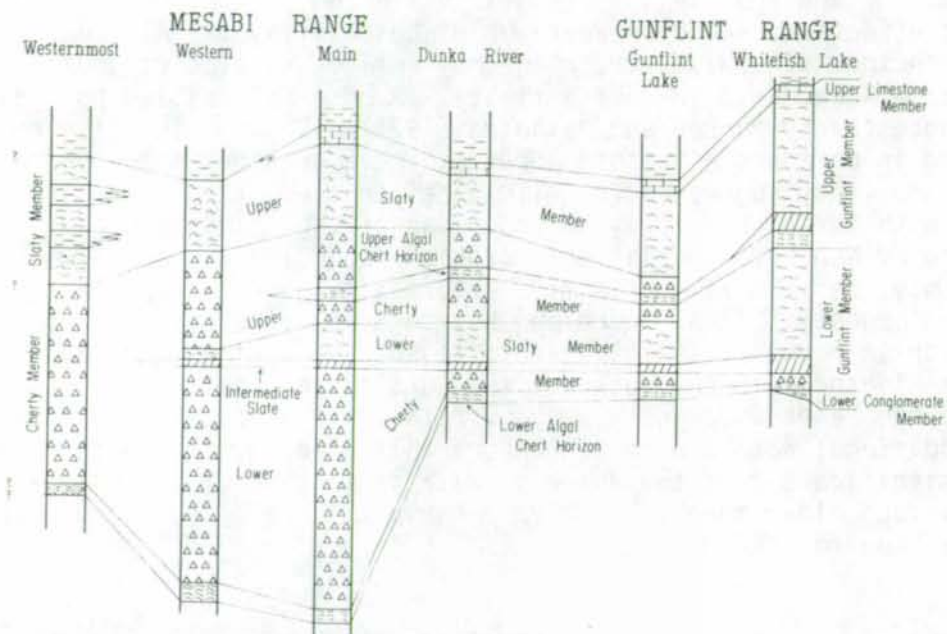 MESABI RANGE
GUNFLINT RANGE
Westernmost
Western
Main
Dunka River
Gunflint Lake
Whitefish Lake
Upper Limestone Member
?
Slaty Member
Upper Slaty Member
Upper Algal Chert Horizon
Upper Gunflint Member
?
Upper Cherty Member
Lower Slaty Member
Lower Gunflint Member
Cherty Member
Intermediate Slate
Lower Cherty Member
Lower Conglomerate Member
Lower Algal Chert Horizon